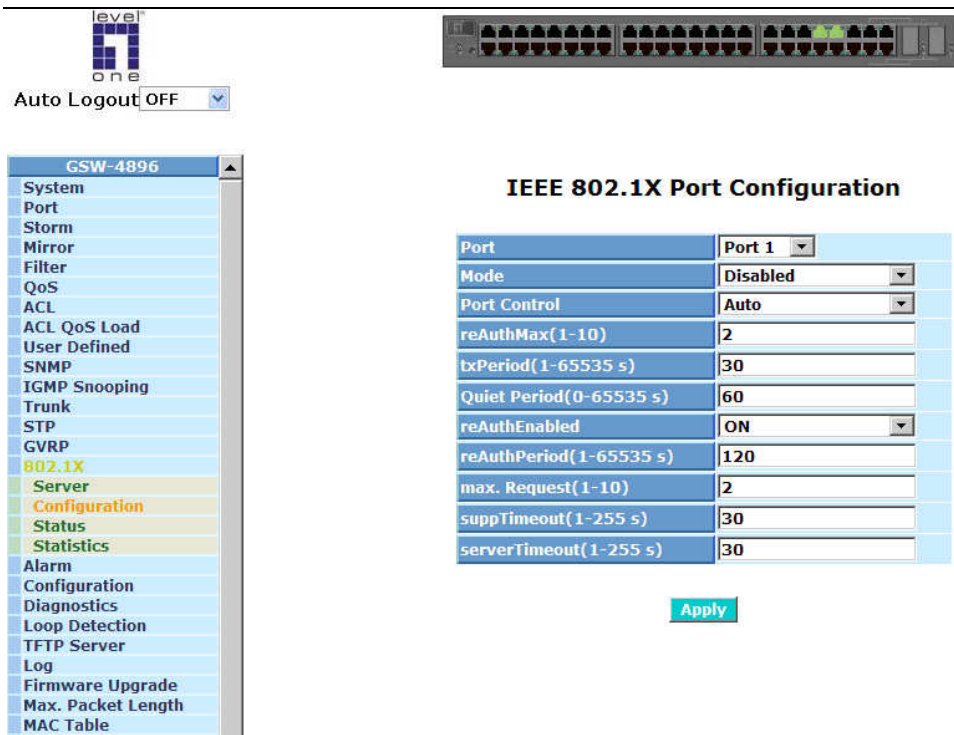 level
one
Auto Logout OFF
GSW-4896
System
Port
Storm
Mirror
Filter
QoS
ACL
ACL QoS Load
User Defined
SNMP
IGMP Snooping
Trunk
STP
GVRP
802.1X
Server
Configuration
Status
Statistics
Alarm
Configuration
Diagnostics
Loop Detection
TFTP Server
Log
Firmware Upgrade
Max. Packet Length
MAC Table
IEEE 802.1X Port Configuration
Port Port 1
Mode Disabled
Port Control Auto
reAuthMax(1-10) 2
txPeriod(1-65535 s) 30
Quiet Period(0-65535 s) 60
reAuthEnabled ON
reAuthPeriod(1-65535 s) 120
max. Request(1-10) 2
suppTimeout(1-255 s) 30
serverTimeout(1-255 s) 30
Apply